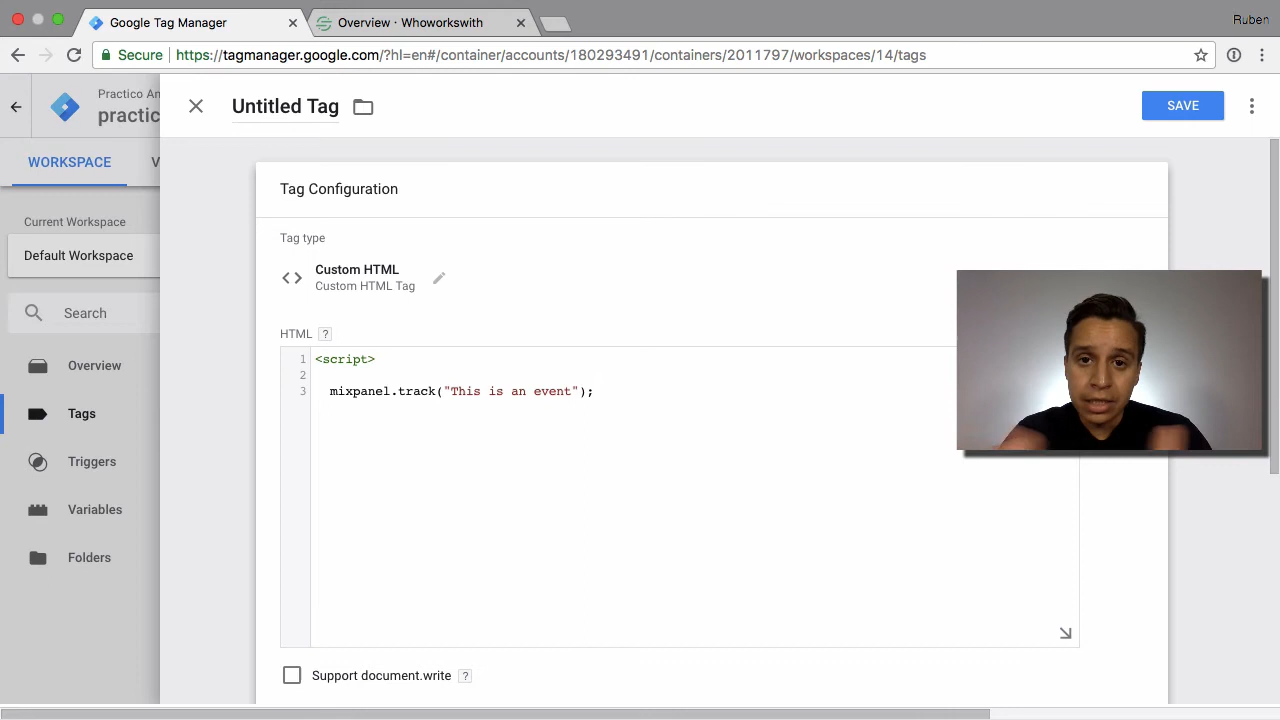 Google Tag Manager
Overview · Whoworkswith
Ruben
Secure https://tagmanager.google.com/?hl=en#/container/accounts/180293491/containers/2011797/workspaces/14/tags
Practico An
practic
Untitled Tag
SAVE
WORKSPACE V
Current Workspace
Default Workspace
Search
Overview
Tags
Triggers
Variables
Folders
Tag Configuration
Tag type
Custom HTML
Custom HTML Tag
HTML ?
1 <script>
2
3 mixpanel.track("This is an event");
Support document.write ?